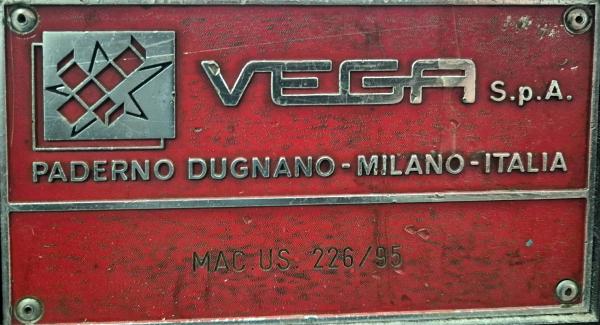 VEGA S.p.A.
PADERNO DUGNANO-MILANO-ITALIA
MAC.US. 226/95